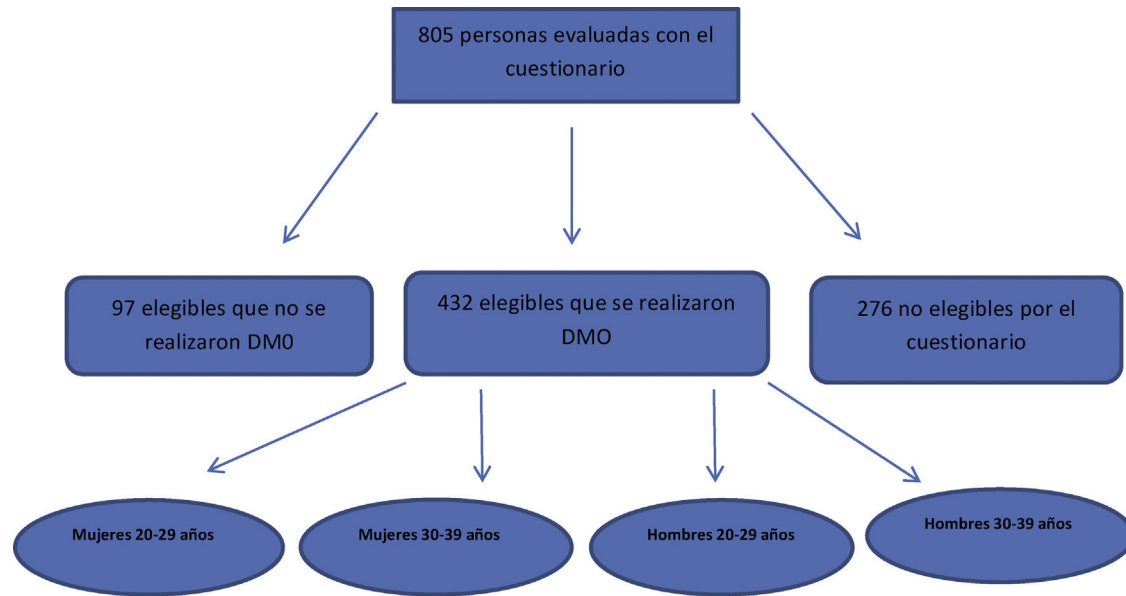 805 personas evaluadas con el
cuestionario
97 elegibles que no se
realizaron DM0
432 elegibles que se realizaron
DMO
276 no elegibles por el
cuestionario
Mujeres 20-29 años
Mujeres 30-39 años
Hombres 20-29 años
Hombres 30-39 años